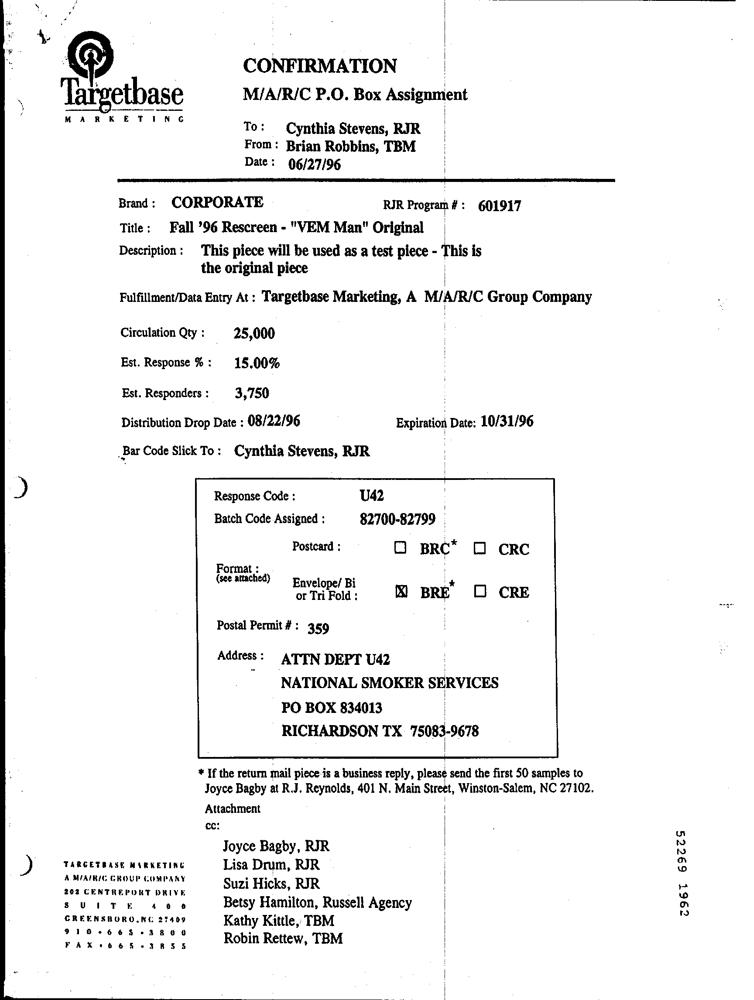 Targetbase
MARKETING
CONFIRMATION
M/A/R/C P.O. Box Assignment
To : Cynthia Stevens, RJR
From : Brian Robbins, TBM
Date : 06/27/96
Brand : CORPORATE RJR Program # : 601917
Title : Fall '96 Rescreen - "VEM Man" Original
Description : This piece will be used as a test piece - This is
the original piece
Fulfillment/Data Entry At : Targetbase Marketing, A M/A/R/C Group Company
Circulation Qty : 25,000
Est. Response % : 15.00%
Est. Responders : 3,750
Distribution Drop Date : 08/22/96 Expiration Date: 10/31/96
Bar Code Slick To : Cynthia Stevens, RJR
Response Code : U42
Batch Code Assigned : 82700-82799
Postcard : ☐ BRC* ☐ CRC
Format :
(see attached)
Envelope/ Bi
or Tri Fold : ☒ BRE* ☐ CRE
Postal Permit # : 359
Address : ATTN DEPT U42
NATIONAL SMOKER SERVICES
PO BOX 834013
RICHARDSON TX 75083-9678
* If the return mail piece is a business reply, please send the first 50 samples to
Joyce Bagby at R.J. Reynolds, 401 N. Main Street, Winston-Salem, NC 27102.
Attachment
cc:
Joyce Bagby, RJR
Lisa Drum, RJR
Suzi Hicks, RJR
Betsy Hamilton, Russell Agency
Kathy Kittle, TBM
Robin Rettew, TBM
TARGETBASE MARKETING
A M/A/R/C GROUP COMPANY
202 CENTREPORT DRIVE
SUITE 400
GREENSBORO, NC 27409
910•665•3800
FAX•665•3855
52269 1962